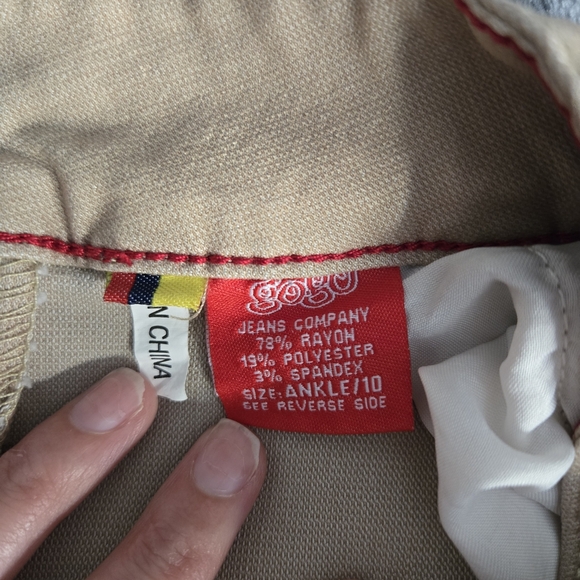 gogo
JEANS COMPANY
78% RAYON
19% POLYESTER
3% SPANDEX
SIZE: ANKLE/10
SEE REVERSE SIDE
N CHINA